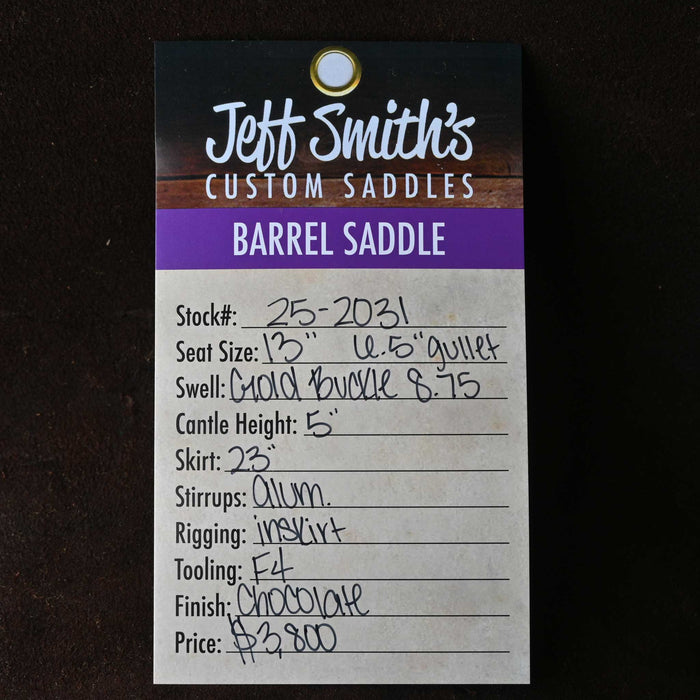 Jeff Smith's
CUSTOM SADDLES
BARREL SADDLE
Stock#: 25-2031
Seat Size: 13" 6.5" gullet
Swell: Gold Buckle 8.75
Cantle Height: 5"
Skirt: 23"
Stirrups: alum.
Rigging: inskirt
Tooling: F4
Finish: Chocolate
Price: $3,800